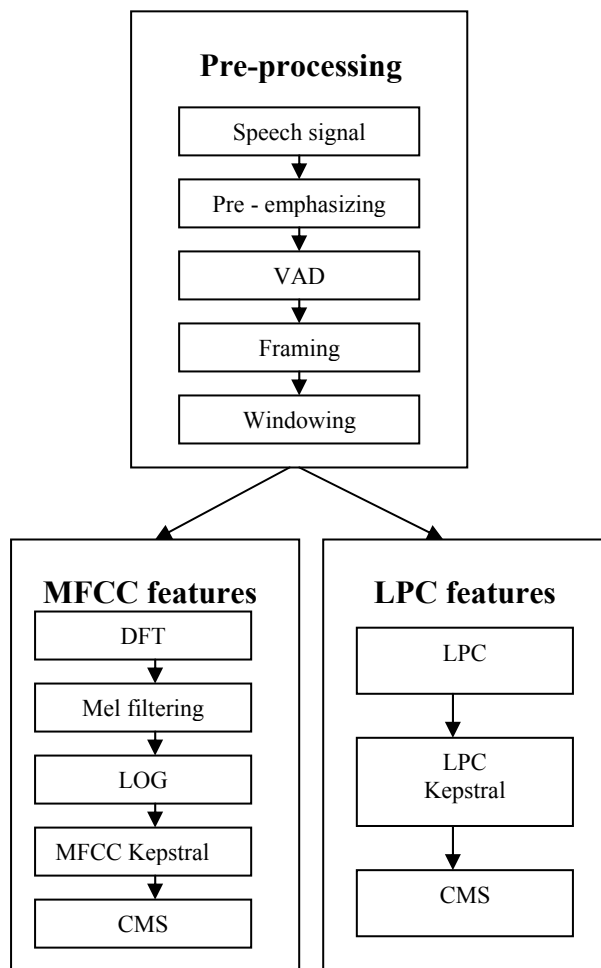 Pre-processing
Speech signal
Pre - emphasizing
VAD
Framing
Windowing
MFCC features
DFT
Mel filtering
LOG
MFCC Kepstral
CMS
LPC features
LPC
LPC
Kepstral
CMS